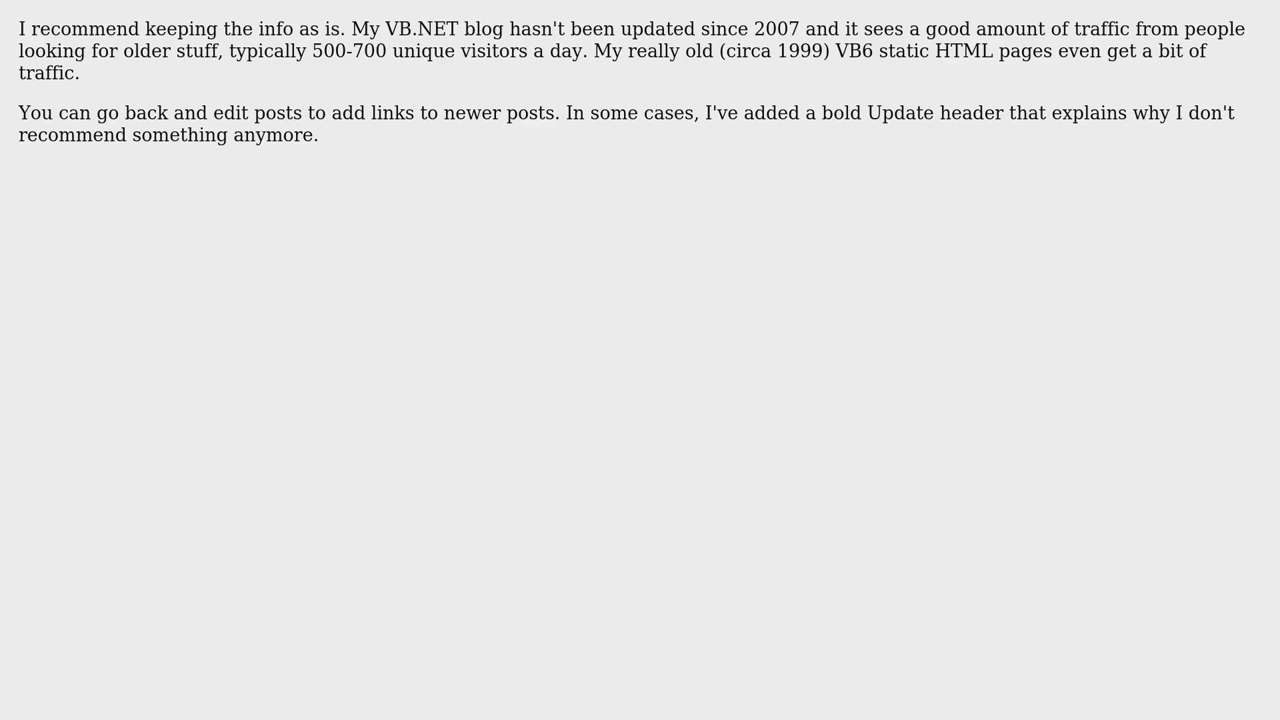 I recommend keeping the info as is. My VB.NET blog hasn't been updated since 2007 and it sees a good amount of traffic from people
looking for older stuff, typically 500-700 unique visitors a day. My really old (circa 1999) VB6 static HTML pages even get a bit of
traffic.
You can go back and edit posts to add links to newer posts. In some cases, I've added a bold Update header that explains why I don't
recommend something anymore.